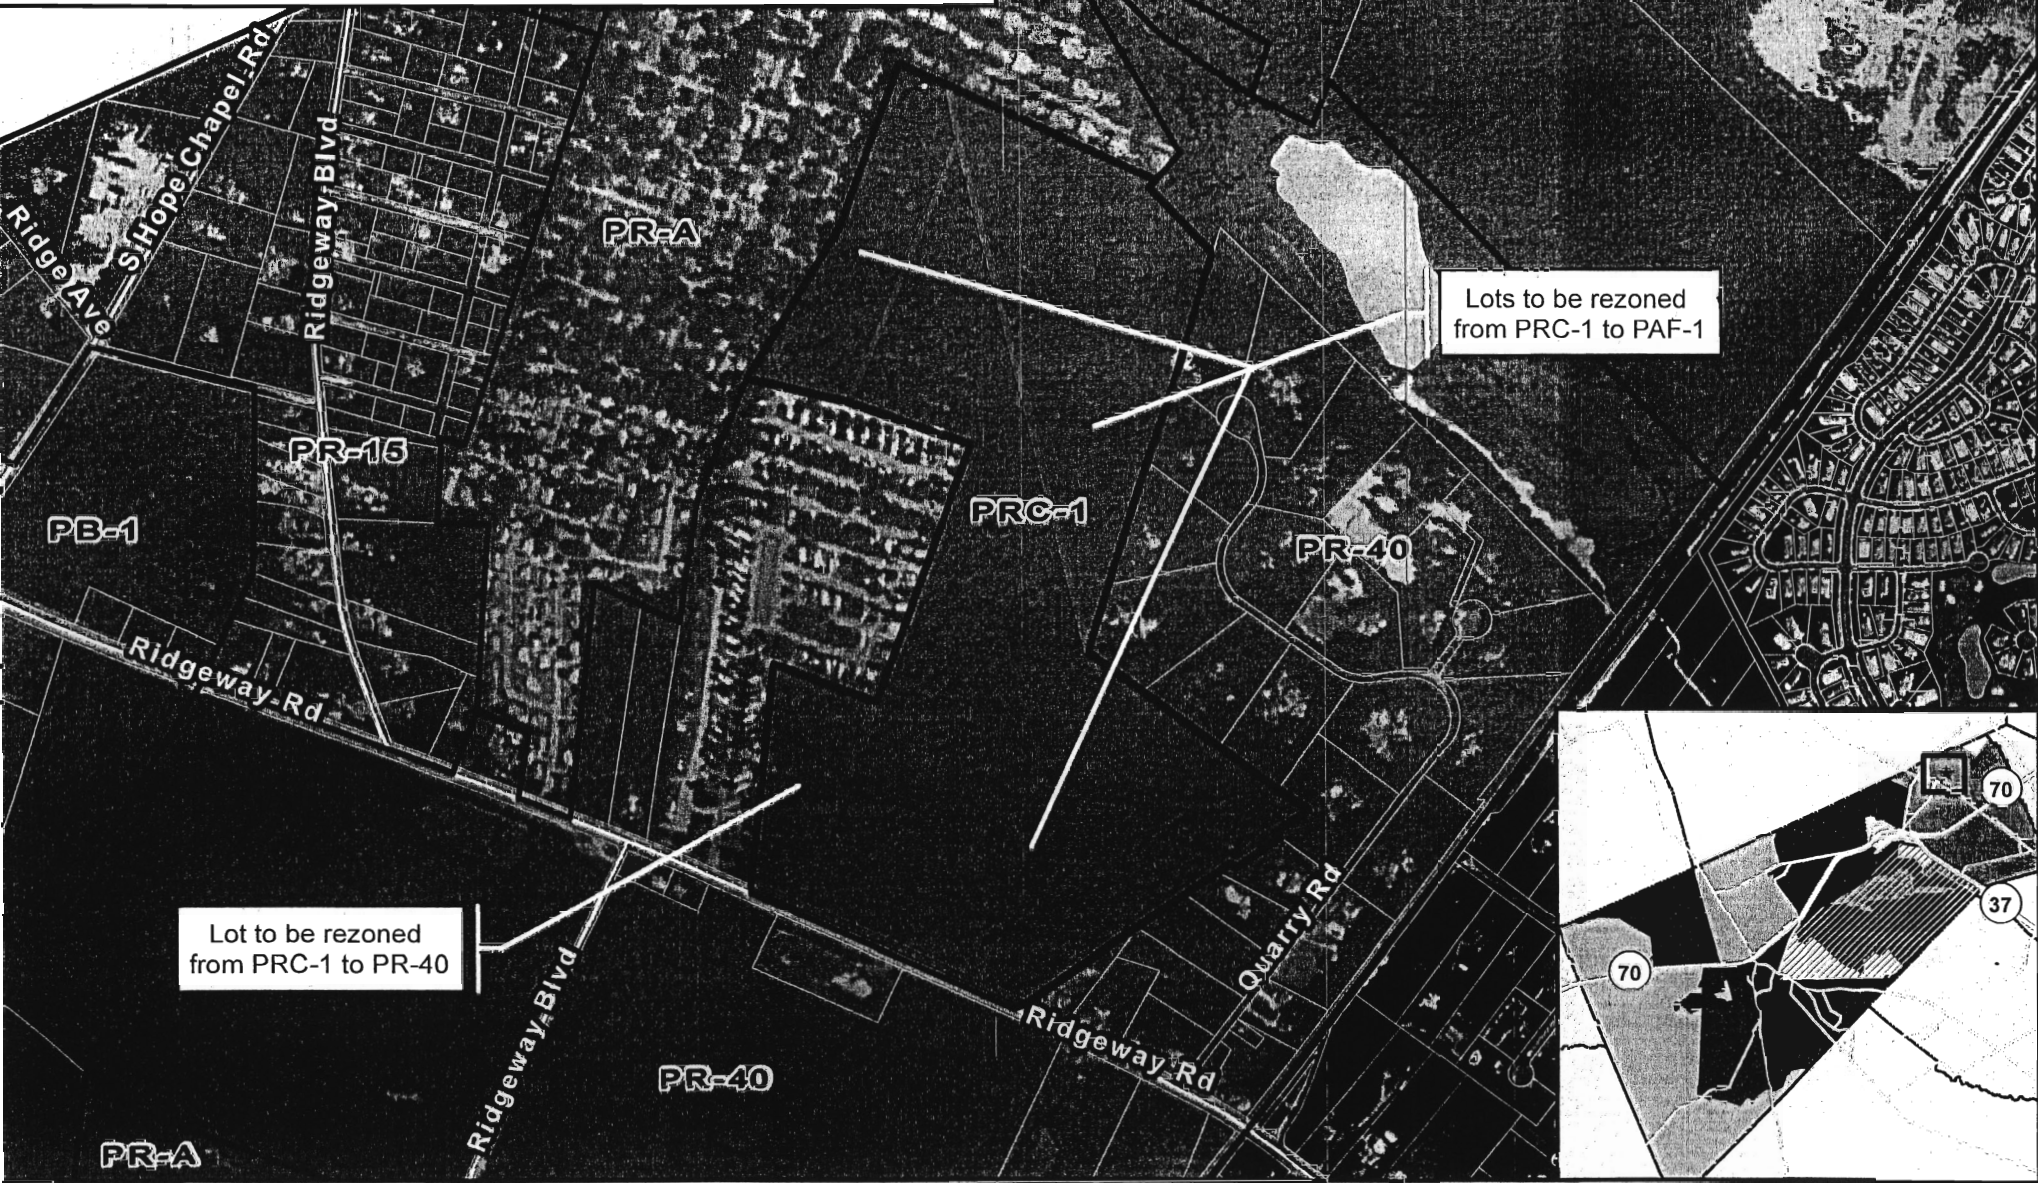 S Hope Chapel Rd
Ridgeway Blvd
Ridge Ave
PR-A
Lots to be rezoned
from PRC-1 to PAF-1
PR-15
PRC-1
PB-1
PR-40
Ridgeway Rd
70
37
70
Lot to be rezoned
from PRC-1 to PR-40
Quarry Rd
Ridgeway Blvd
Ridgeway Rd
PR-40
PR-A